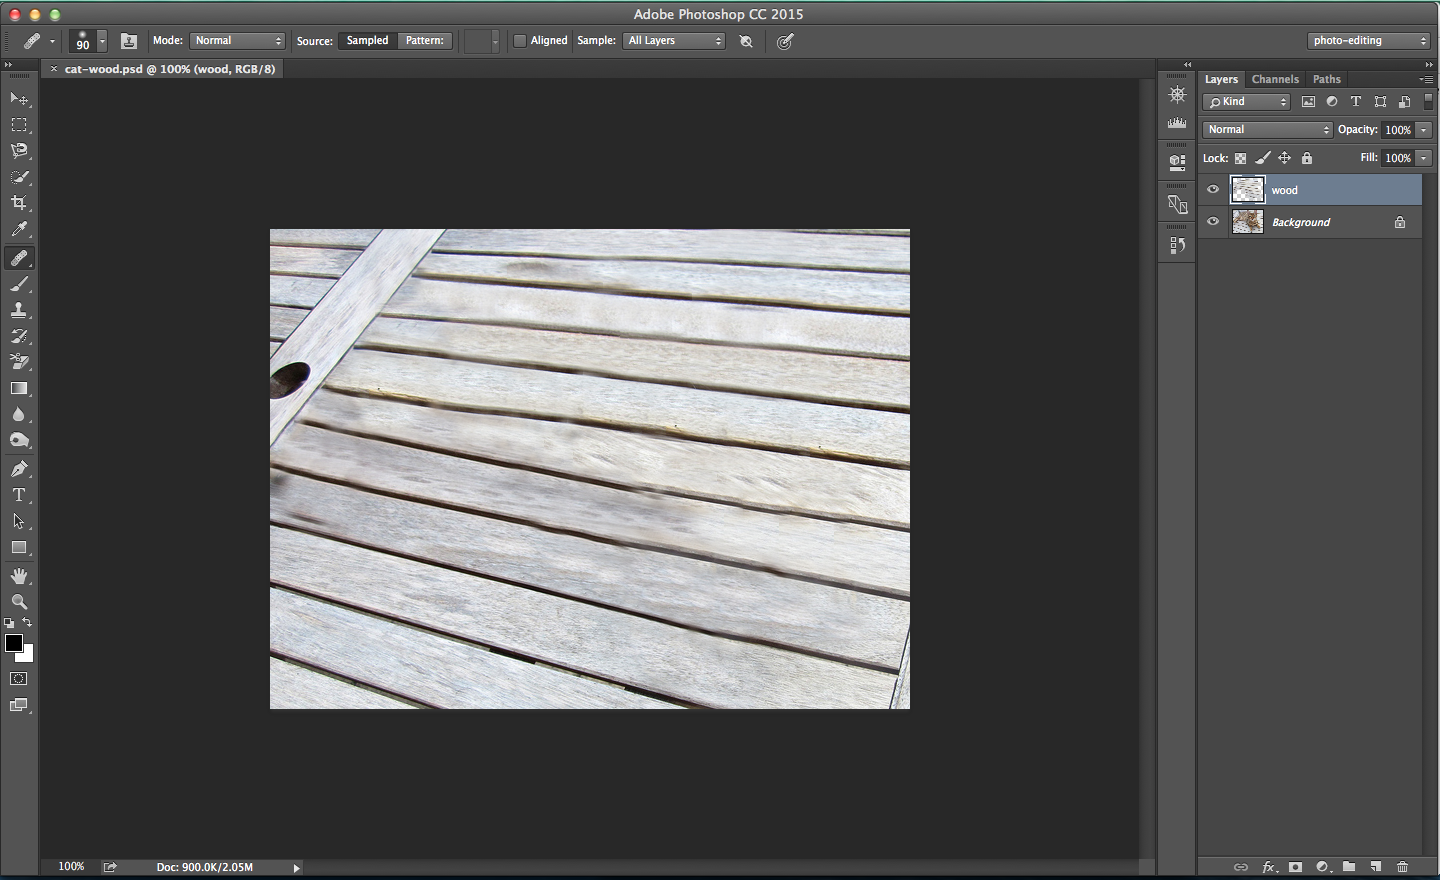 Adobe Photoshop CC 2015
90 Mode: Normal Source: Sampled Pattern: Aligned Sample: All Layers photo-editing
× cat-wood.psd @ 100% (wood, RGB/8)
Layers Channels Paths
Kind
Normal Opacity: 100%
Lock: Fill: 100%
wood
Background
100% Doc: 900.0K/2.05M